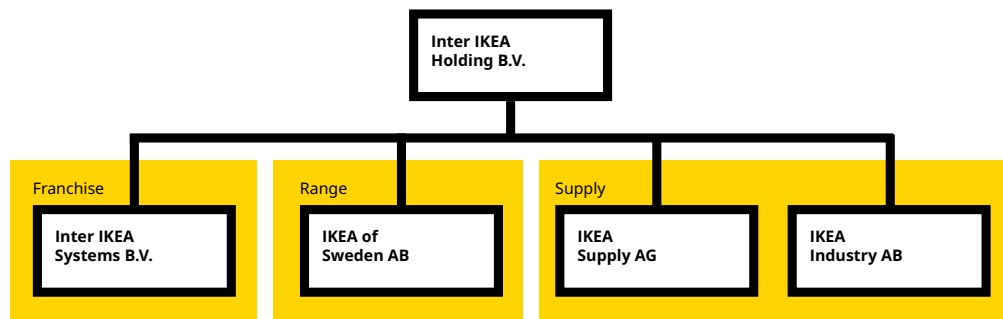 Inter IKEA
Holding B.V.
Franchise
Inter IKEA
Systems B.V.
Range
IKEA of
Sweden AB
Supply
IKEA
Supply AG
IKEA
Industry AB